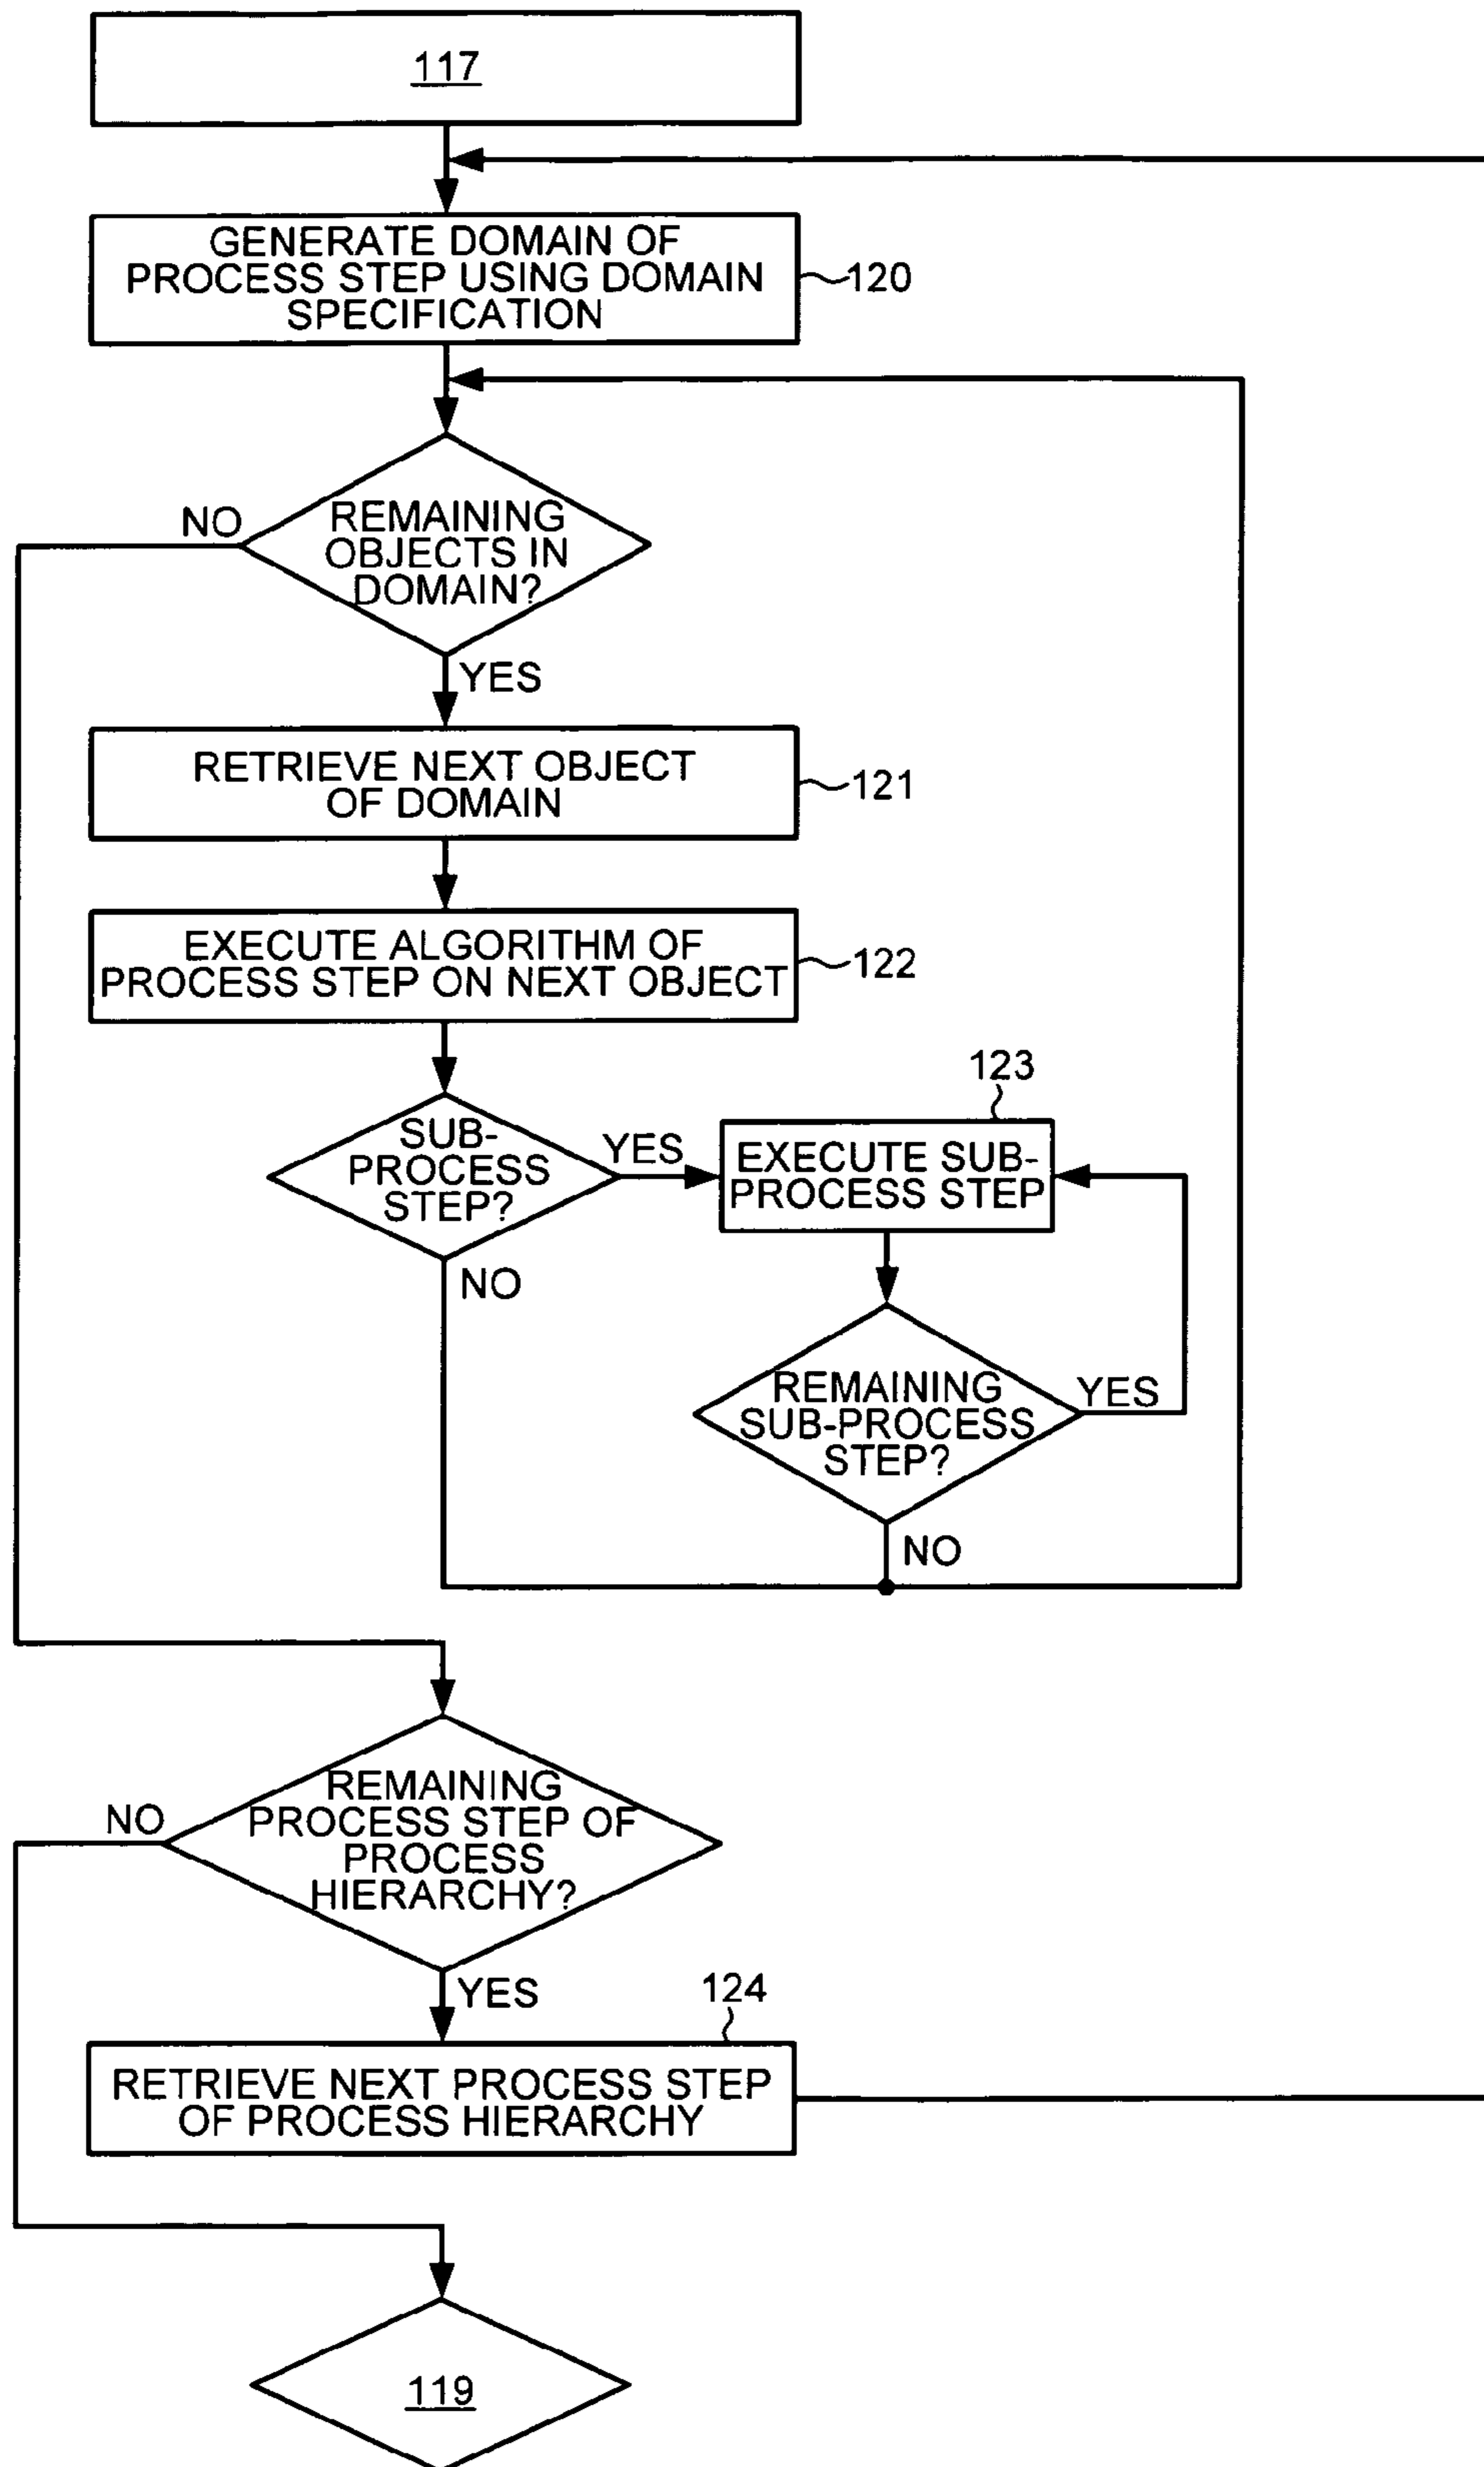 117
GENERATE DOMAIN OF
PROCESS STEP USING DOMAIN
SPECIFICATION
120
NO
REMAINING
OBJECTS IN
DOMAIN?
YES
RETRIEVE NEXT OBJECT
OF DOMAIN
121
EXECUTE ALGORITHM OF
PROCESS STEP ON NEXT OBJECT
122
SUB-
PROCESS
STEP?
YES
123
EXECUTE SUB-
PROCESS STEP
NO
REMAINING
SUB-PROCESS
STEP?
YES
NO
NO
REMAINING
PROCESS STEP OF
PROCESS
HIERARCHY?
YES
124
RETRIEVE NEXT PROCESS STEP
OF PROCESS HIERARCHY
119